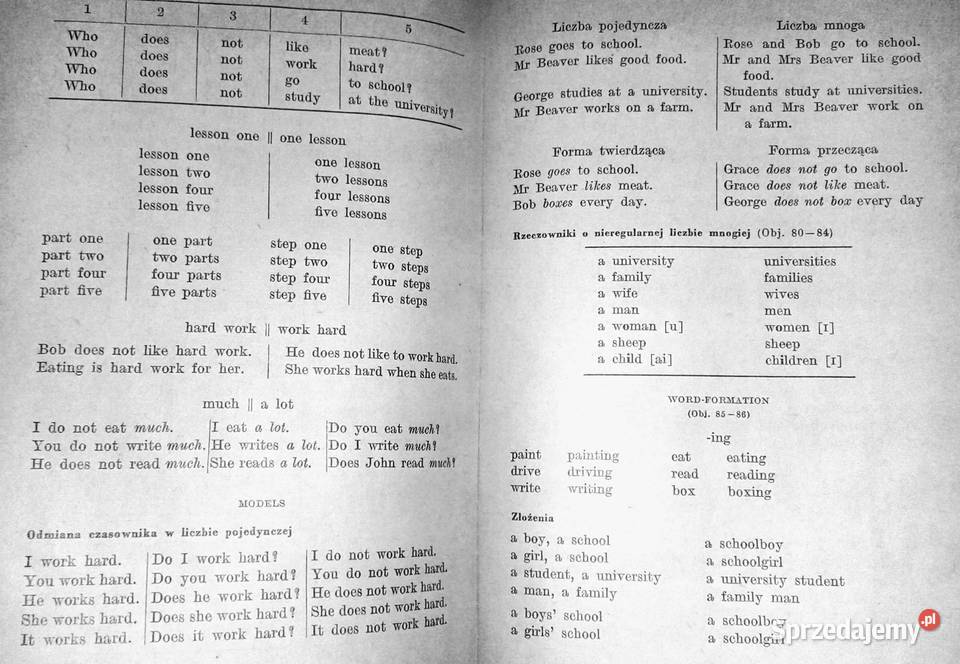 1 2 3 4 5
Who does not like meat?
Who does not work hard?
Who does not go to school?
Who does not study at the university?
lesson one || one lesson
lesson one one lesson
lesson two two lessons
lesson four four lessons
lesson five five lessons
part one one part step one one step
part two two parts step two two steps
part four four parts step four four steps
part five five parts step five five steps
hard work || work hard
Bob does not like hard work. He does not like to work hard.
Eating is hard work for her. She works hard when she eats.
much || a lot
I do not eat much. I eat a lot. Do you eat much?
You do not write much. He writes a lot. Do I write much?
He does not read much. She reads a lot. Does John read much?
MODELS
Odmiana czasownika w liczbie pojedynczej
I work hard. Do I work hard? I do not work hard.
You work hard. Do you work hard? You do not work hard.
He works hard. Does he work hard? He does not work hard.
She works hard. Does she work hard? She does not work hard.
It works hard. Does it work hard? It does not work hard.
Liczba pojedyncza Liczba mnoga
Rose goes to school. Rose and Bob go to school.
Mr Beaver likes good food. Mr and Mrs Beaver like good
food.
George studies at a university. Students study at universities.
Mr Beaver works on a farm. Mr and Mrs Beaver work on
a farm.
Forma twierdząca Forma przecząca
Rose goes to school. Grace does not go to school.
Mr Beaver likes meat. Grace does not like meat.
Bob boxes every day. George does not box every day
Rzeczowniki o nieregularnej liczbie mnogiej (Obj. 80—84)
a university universities
a family families
a wife wives
a man men
a woman [u] women [ɪ]
a sheep sheep
a child [ai] children [ɪ]
WORD-FORMATION
(Obj. 85—86)
-ing
paint painting eat eating
drive driving read reading
write writing box boxing
Złożenia
a boy, a school a schoolboy
a girl, a school a schoolgirl
a student, a university a university student
a man, a family a family man
a boys' school a schoolboy
a girls' school a schoolgirl
Sprzedajemy .pl